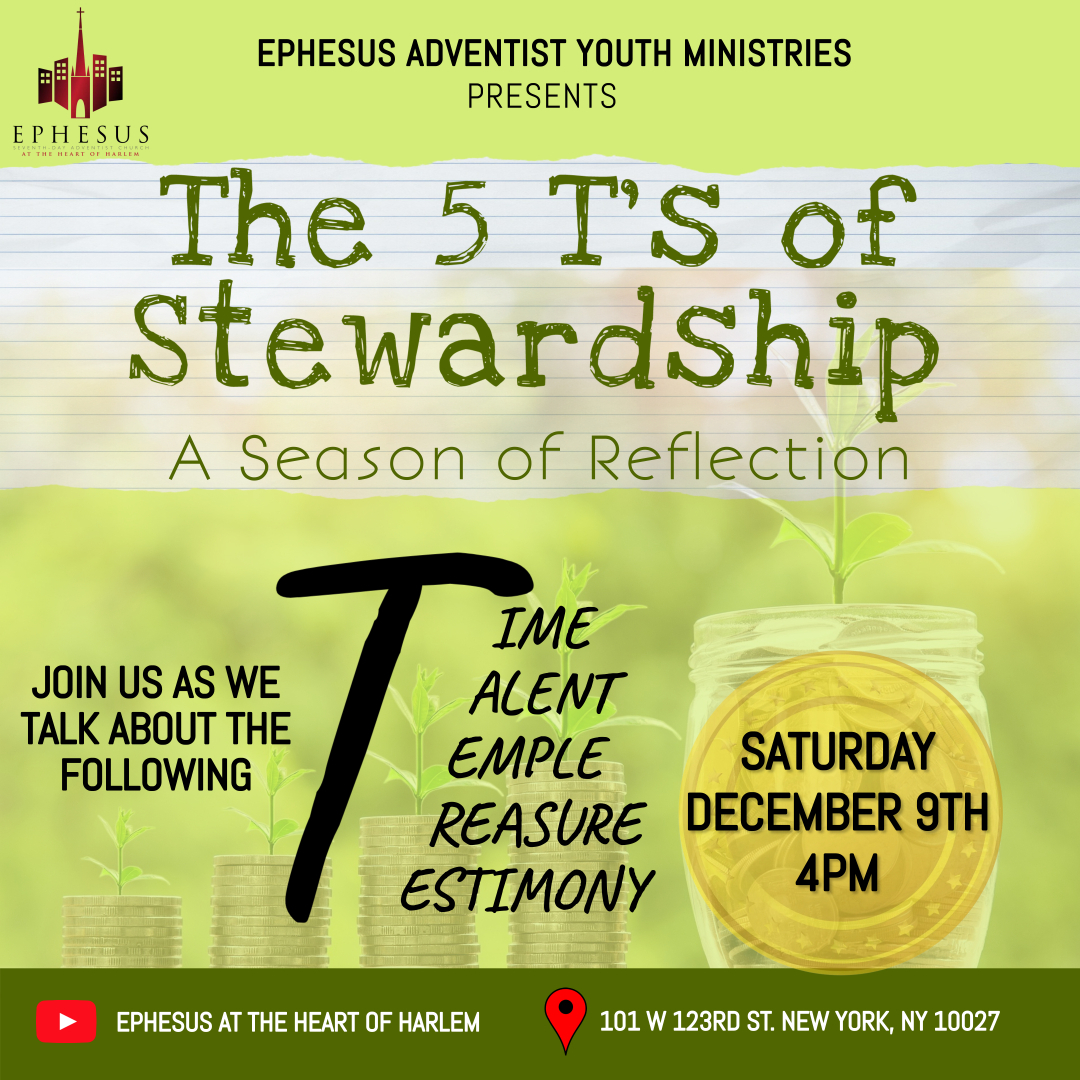 EPHESUS
SEVENTH-DAY ADVENTIST CHURCH
AT THE HEART OF HARLEM
EPHESUS ADVENTIST YOUTH MINISTRIES
PRESENTS
The 5 T's of
Stewardship
A Season of Reflection
JOIN US AS WE
TALK ABOUT THE
FOLLOWING
TIME
ALENT
EMPLE
REASURE
ESTIMONY
SATURDAY
DECEMBER 9TH
4PM
EPHESUS AT THE HEART OF HARLEM
101 W 123RD ST. NEW YORK, NY 10027